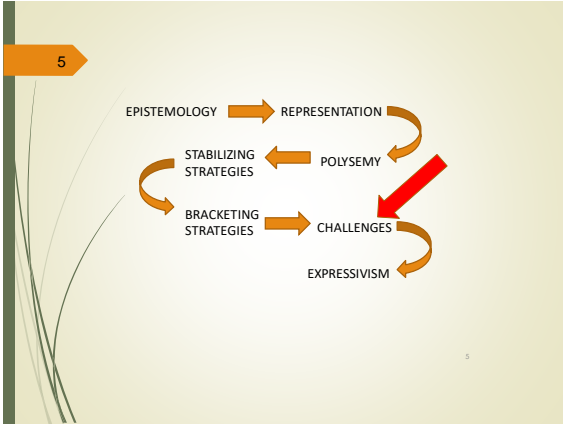 5
EPISTEMOLOGY
REPRESENTATION
STABILIZING
STRATEGIES
POLYSEMY
BRACKETING
STRATEGIES
CHALLENGES
EXPRESSIVISM
5